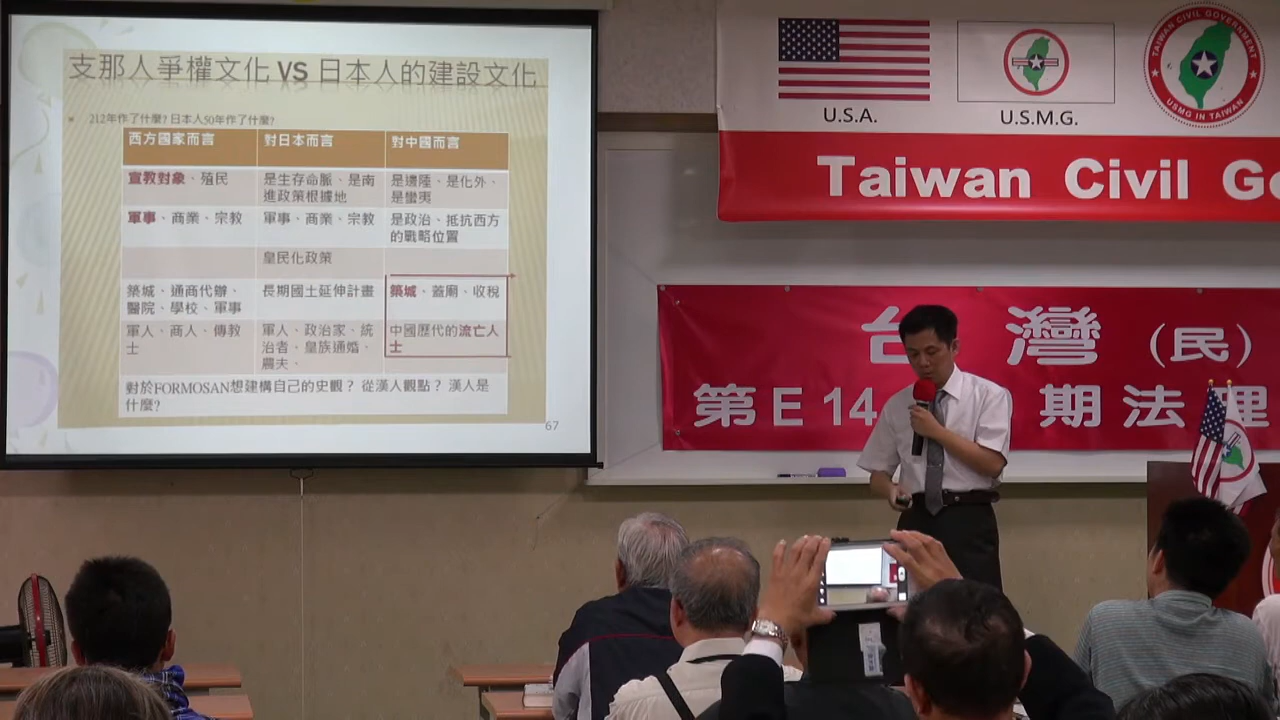 支那人爭權文化 VS 日本人的建設文化
212年作了什麼? 日本人50年作了什麼?
西方國家而言
對日本而言
對中國而言
宣教對象、殖民
是生存命脈、是南
進政策根據地
是邊陲、是化外、
是蠻夷
軍事、商業、宗教
軍事、商業、宗教
是政治、抵抗西方
的戰略位置
皇民化政策
築城、通商代辦、
醫院、學校、軍事
長期國土延伸計畫
築城、蓋廟、收稅
軍人、商人、傳教
士
軍人、政治家、統
治者、皇族通婚、
農夫、
中國歷代的流亡人
士
對於FORMOSAN想建構自己的史觀？ 從漢人觀點？ 漢人是
什麼?
67
U.S.A.
U.S.M.G.
TAIWAN CIVIL GOVERNMENT
USMG IN TAIWAN
Taiwan Civil Go
台灣(民)
第E14 期法理